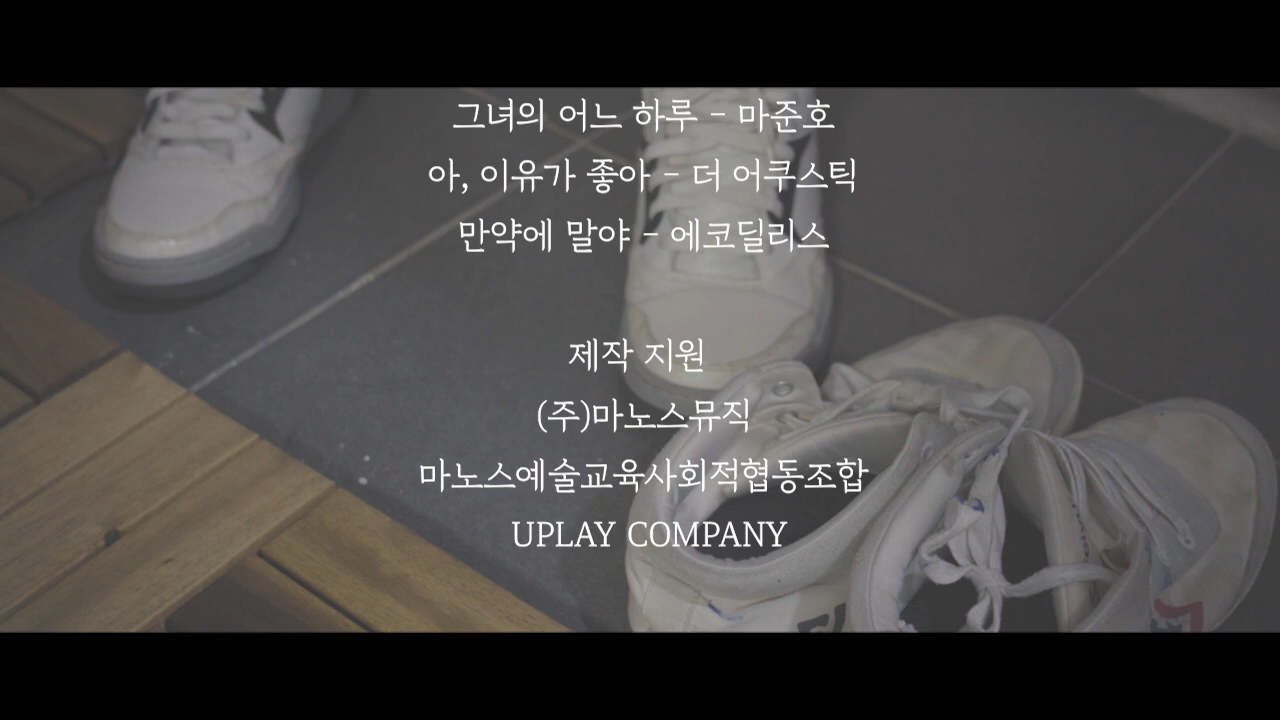 그녀의 어느 하루 - 마준호
아, 이유가 좋아 - 더 어쿠스틱
만약에 말야 - 에코딜리스
제작 지원
(주)마노스뮤직
마노스예술교육사회적협동조합
UPLAY COMPANY